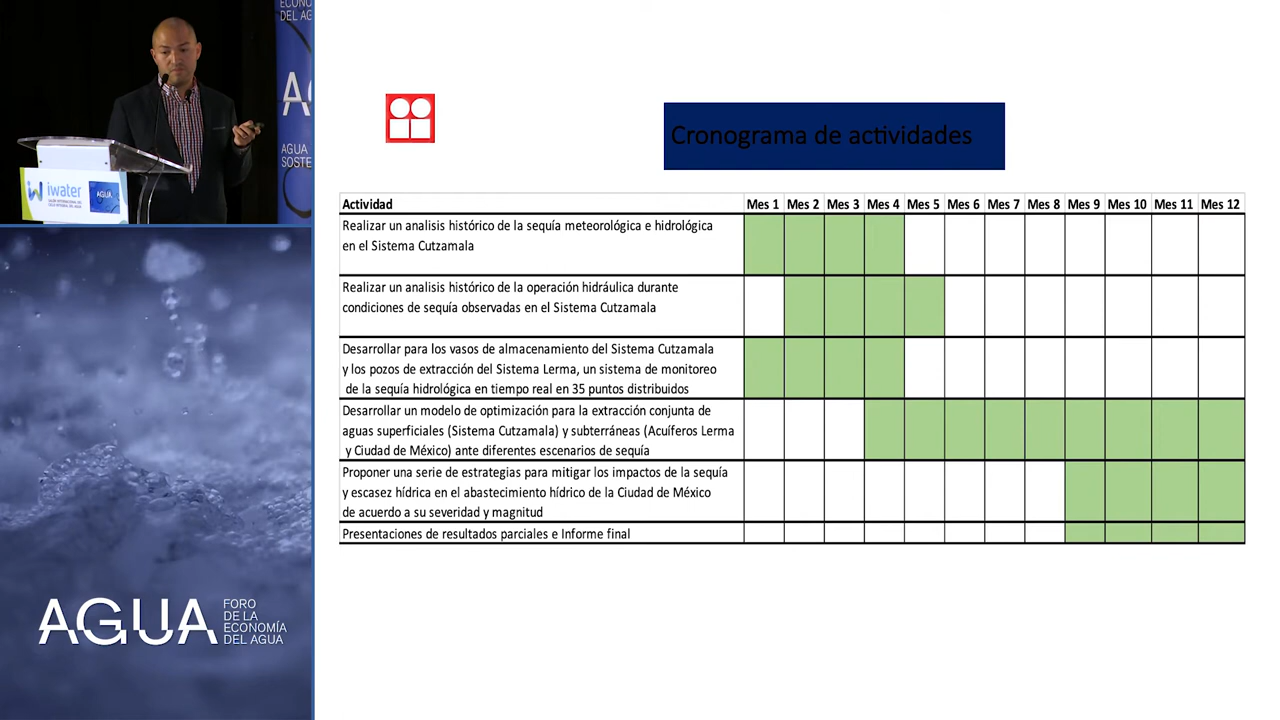 ECONO
DEL AG
A
AGUA
SOSTE
iwater
AGUA
AGUA
FORO
DE LA
ECONOMÍA
DEL AGUA
Cronograma de actividades
Actividad Mes 1 Mes 2 Mes 3 Mes 4 Mes 5 Mes 6 Mes 7 Mes 8 Mes 9 Mes 10 Mes 11 Mes 12
Realizar un analisis histórico de la sequía meteorológica e hidrológica
en el Sistema Cutzamala
Realizar un analisis histórico de la operación hidráulica durante
condiciones de sequía observadas en el Sistema Cutzamala
Desarrollar para los vasos de almacenamiento del Sistema Cutzamala
y los pozos de extracción del Sistema Lerma, un sistema de monitoreo
de la sequía hidrológica en tiempo real en 35 puntos distribuidos
Desarrollar un modelo de optimización para la extracción conjunta de
aguas superficiales (Sistema Cutzamala) y subterráneas (Acuíferos Lerma
y Ciudad de México) ante diferentes escenarios de sequía
Proponer una serie de estrategias para mitigar los impactos de la sequía
y escasez hídrica en el abastecimiento hídrico de la Ciudad de México
de acuerdo a su severidad y magnitud
Presentaciones de resultados parciales e Informe final